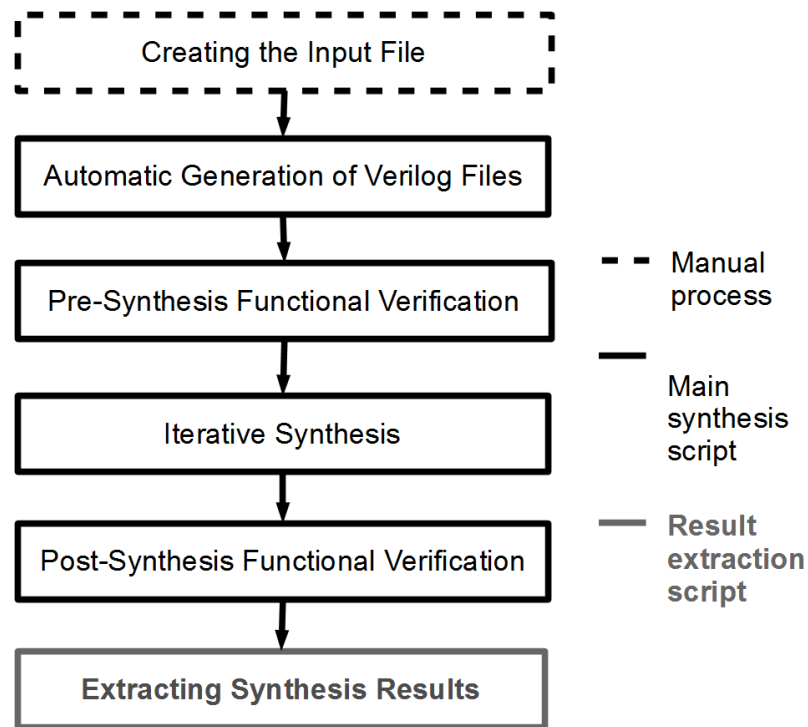 Creating the Input File
Automatic Generation of Verilog Files
Pre-Synthesis Functional Verification
Iterative Synthesis
Post-Synthesis Functional Verification
Extracting Synthesis Results
Manual
process
Main
synthesis
script
Result
extraction
script